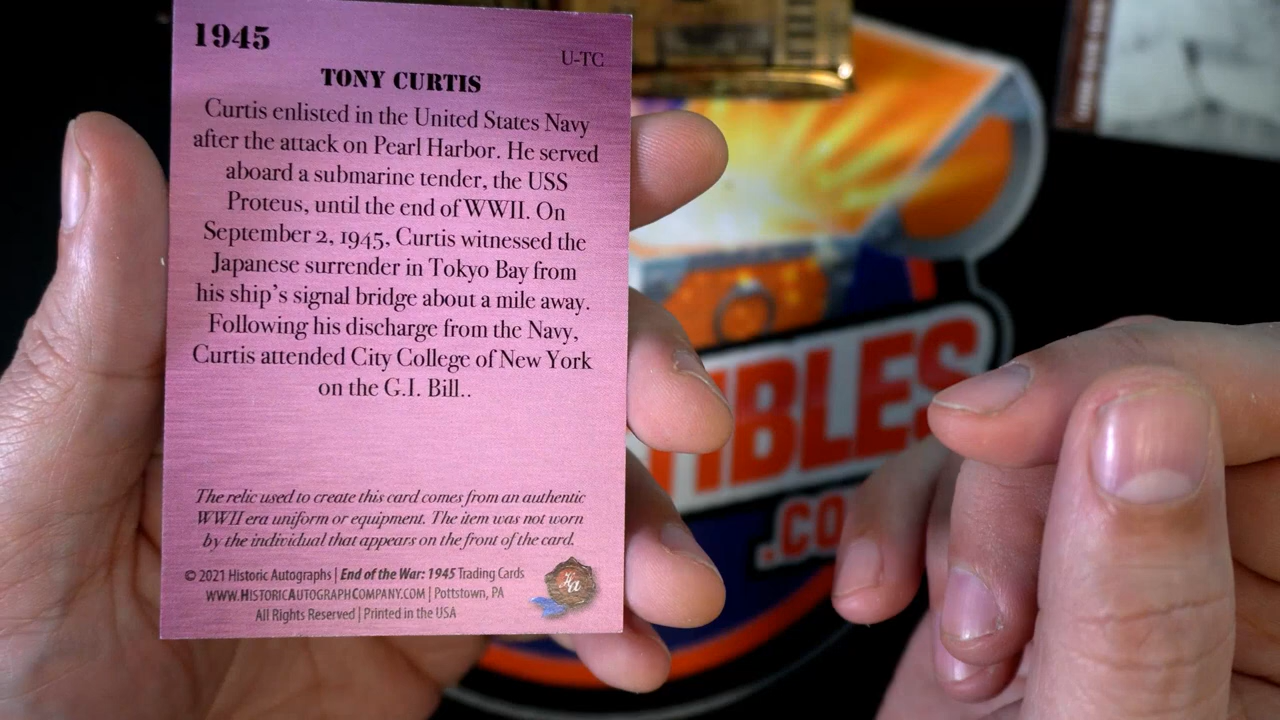 1945
U-TC
TONY CURTIS
Curtis enlisted in the United States Navy
after the attack on Pearl Harbor. He served
aboard a submarine tender, the USS
Proteus, until the end of WWII. On
September 2, 1945, Curtis witnessed the
Japanese surrender in Tokyo Bay from
his ship's signal bridge about a mile away.
Following his discharge from the Navy,
Curtis attended City College of New York
on the G.I. Bill..
The relic used to create this card comes from an authentic
WWII era uniform or equipment. The item was not worn
by the individual that appears on the front of the card.
© 2021 Historic Autographs | End of the War: 1945 Trading Cards
WWW.HISTORICAUTOGRAPHCOMPANY.COM | Pottstown, PA
All Rights Reserved | Printed in the USA
HA
IBLES
.CO